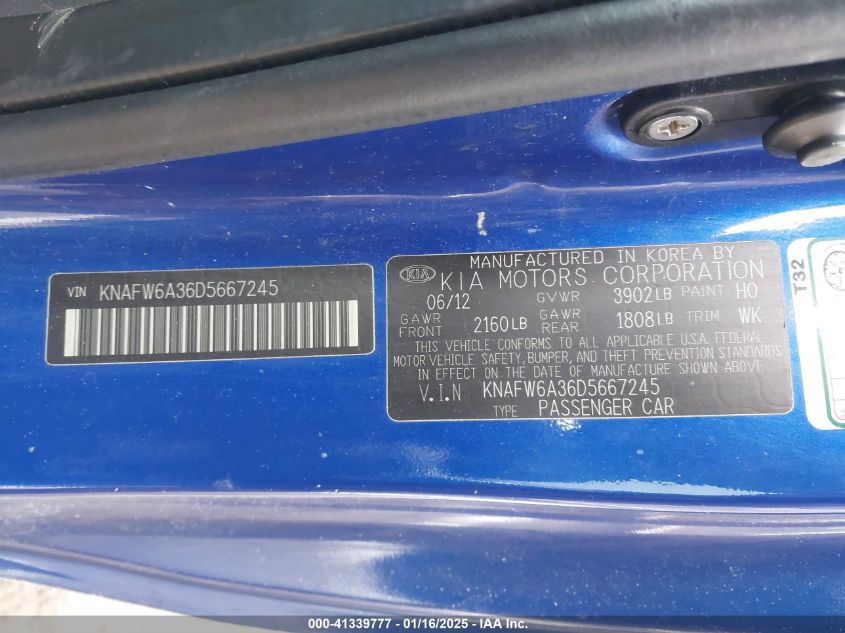 VIN KNAFW6A36D5667245
KIA
MANUFACTURED IN KOREA BY
KIA MOTORS CORPORATION
06/12 GVWR 3902LB PAINT HO
GAWR FRONT 2160LB GAWR REAR 1808LB TRIM WK
THIS VEHICLE CONFORMS TO ALL APPLICABLE U.S.A. FEDERAL
MOTOR VEHICLE SAFETY, BUMPER, AND THEFT PREVENTION STANDARDS
IN EFFECT ON THE DATE OF MANUFACTURE SHOWN ABOVE
V.I.N KNAFW6A36D5667245
TYPE PASSENGER CAR
T32
000-41339777 - 01/16/2025 - IAA Inc.